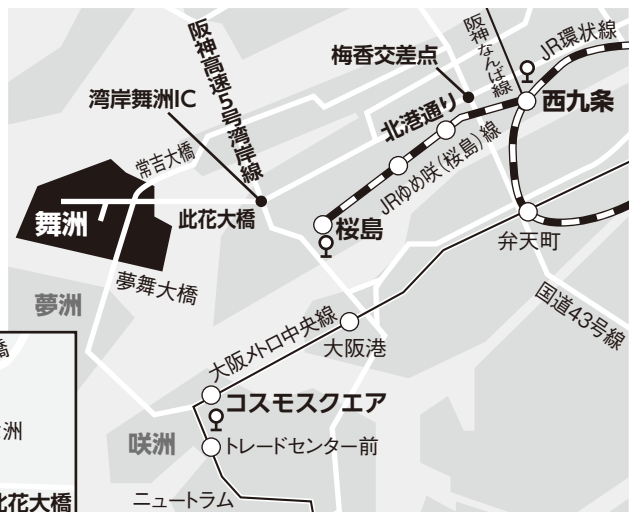 阪神高速5号湾岸線
阪神なんば線
JR環状線
梅香交差点
湾岸舞洲IC
北港通り
西九条
常吉大橋
JRゆめ咲(桜島)線
舞洲
此花大橋
桜島
弁天町
夢舞大橋
夢洲
国道43号線
大阪メトロ中央線
大阪港
橋
コスモスクエア
洲
咲洲
トレードセンター前
此花大橋
ニュートラム